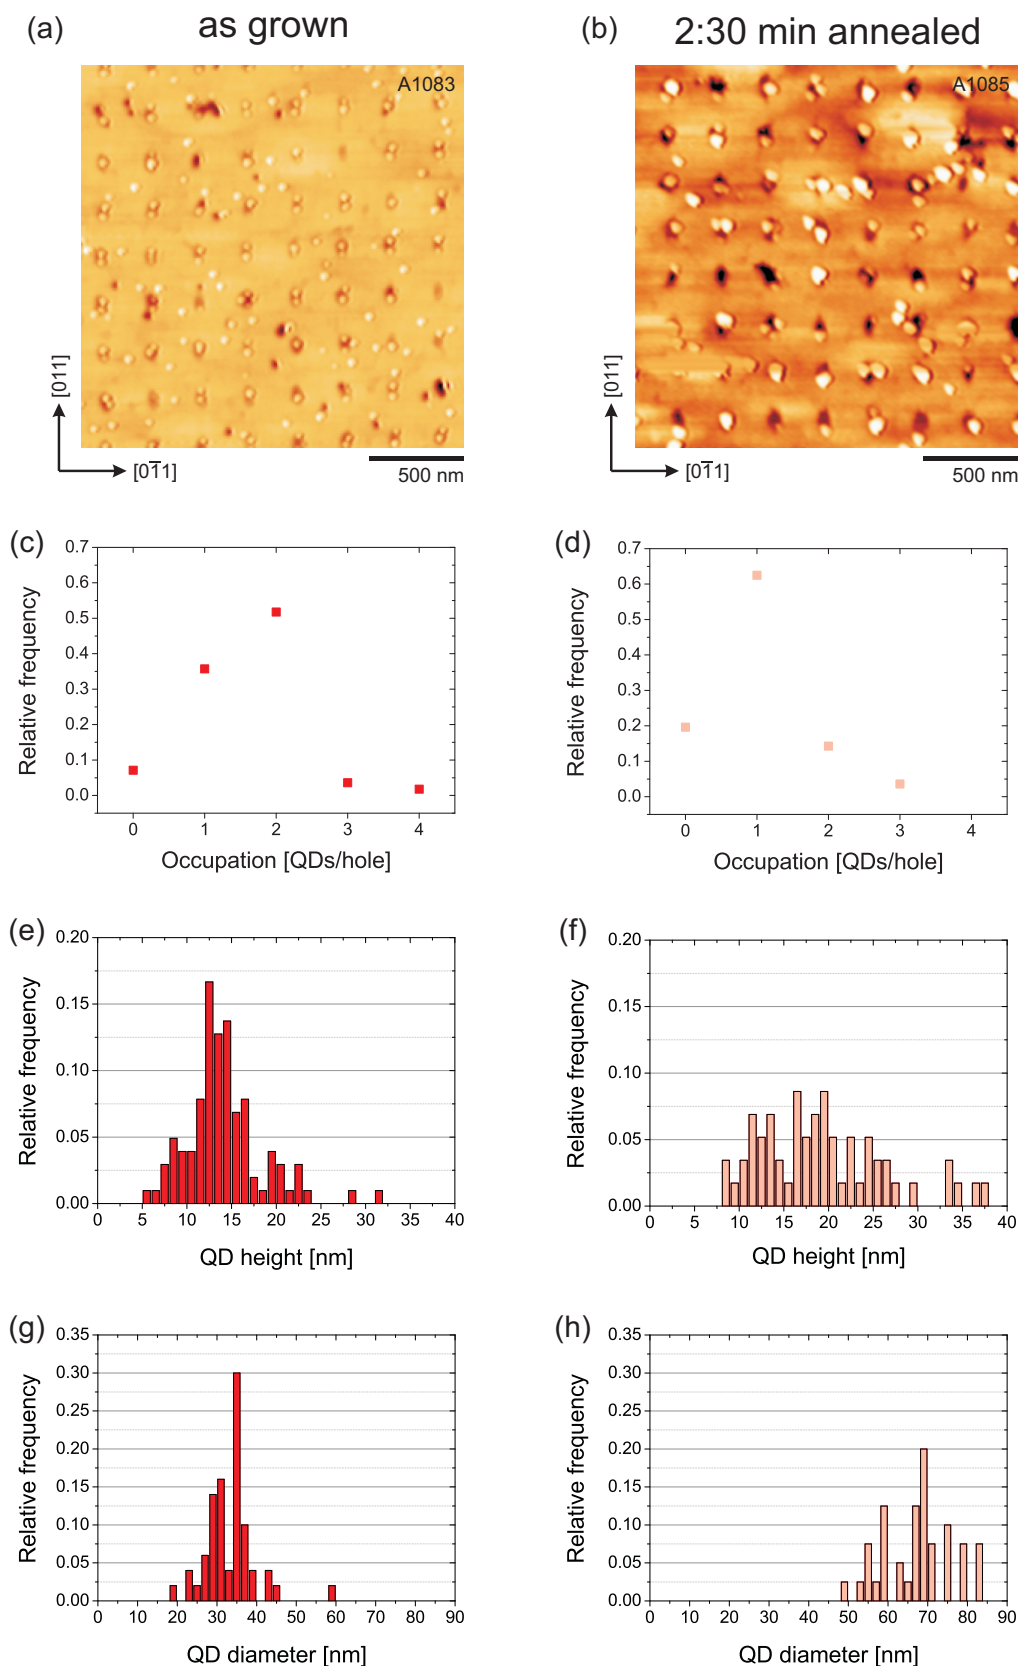 (a) as grown
(b) 2:30 min annealed
A1083
A1085
[011]
[01̅1]
500 nm
[011]
[01̅1]
500 nm
(c)
0.7
0.6
0.5
0.4
0.3
0.2
0.1
0.0
Relative frequency
0 1 2 3 4
Occupation [QDs/hole]
(d)
0.7
0.6
0.5
0.4
0.3
0.2
0.1
0.0
Relative frequency
0 1 2 3 4
Occupation [QDs/hole]
(e)
0.20
0.15
0.10
0.05
0.00
Relative frequency
0 5 10 15 20 25 30 35 40
QD height [nm]
(f)
0.20
0.15
0.10
0.05
0.00
Relative frequency
0 5 10 15 20 25 30 35 40
QD height [nm]
(g)
0.35
0.30
0.25
0.20
0.15
0.10
0.05
0.00
Relative frequency
0 10 20 30 40 50 60 70 80 90
QD diameter [nm]
(h)
0.35
0.30
0.25
0.20
0.15
0.10
0.05
0.00
Relative frequency
0 10 20 30 40 50 60 70 80 90
QD diameter [nm]